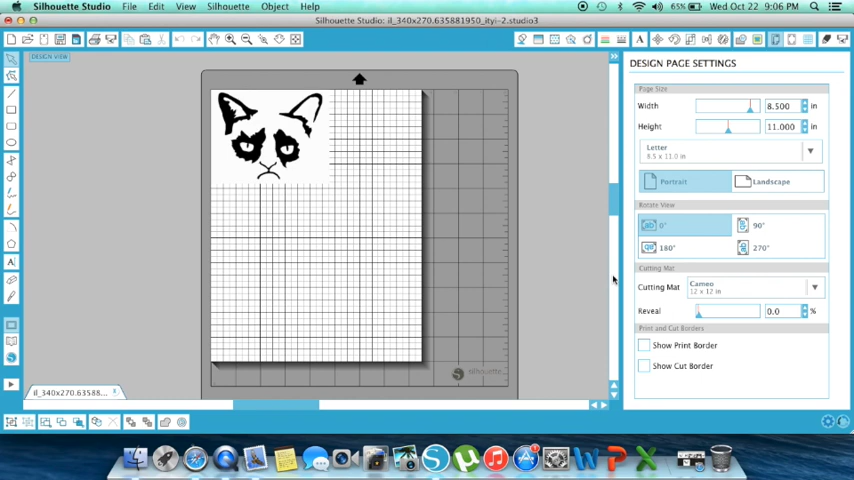 Silhouette Studio File Edit View Silhouette Object Help 65% Wed Oct 22 9:06 PM
Silhouette Studio: il_340x270.635881950_ityi-2.studio3
DESIGN VIEW
DESIGN PAGE SETTINGS
Page Size
Width 8.500 in
Height 11.000 in
Letter
8.5 x 11.0 in
Portrait Landscape
Rotate View
0° 90°
180° 270°
Cutting Mat
Cutting Mat Cameo
12 x 12 in
Reveal 0.0 %
Print and Cut Borders
Show Print Border
Show Cut Border
silhouette
il_340x270.63588...